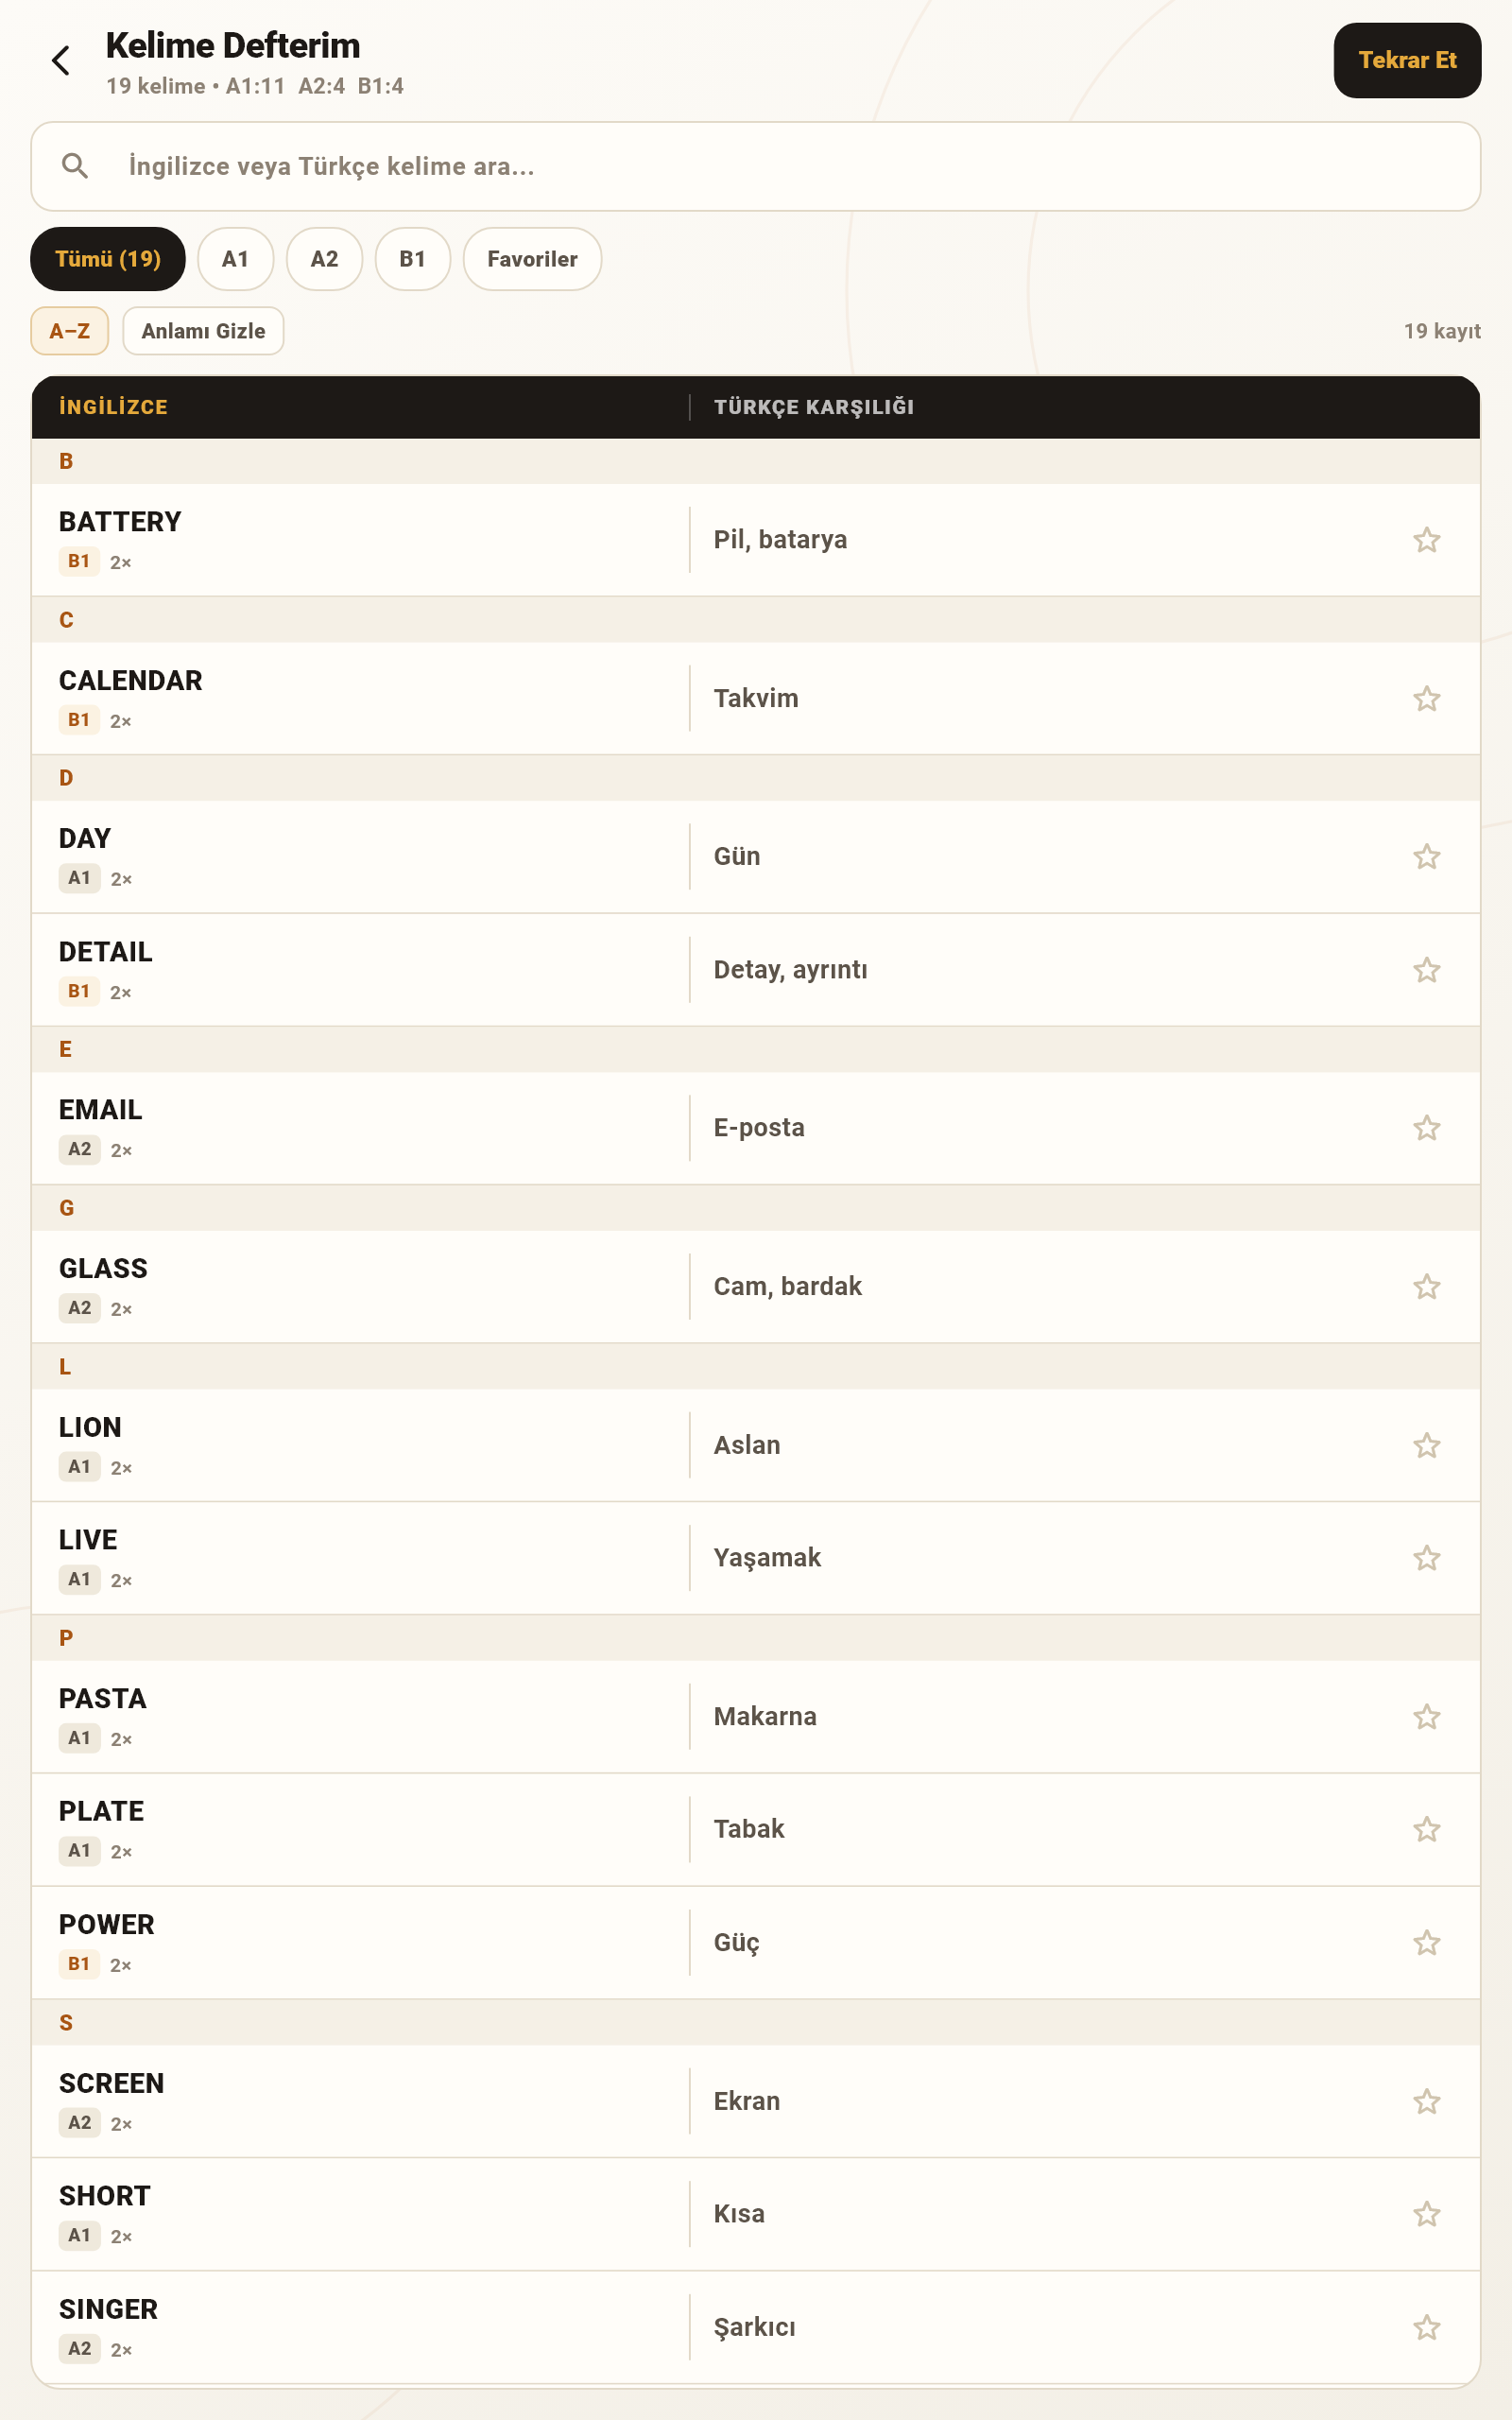 Kelime Defterim
19 kelime • A1:11 A2:4 B1:4
Tekrar Et
İngilizce veya Türkçe kelime ara...
Tümü (19)
A1
A2
B1
Favoriler
A–Z
Anlamı Gizle
19 kayıt
İNGİLİZCE
TÜRKÇE KARŞILIĞI
B
BATTERY
B1 2×
Pil, batarya
C
CALENDAR
B1 2×
Takvim
D
DAY
A1 2×
Gün
DETAIL
B1 2×
Detay, ayrıntı
E
EMAIL
A2 2×
E-posta
G
GLASS
A2 2×
Cam, bardak
L
LION
A1 2×
Aslan
LIVE
A1 2×
Yaşamak
P
PASTA
A1 2×
Makarna
PLATE
A1 2×
Tabak
POWER
B1 2×
Güç
S
SCREEN
A2 2×
Ekran
SHORT
A1 2×
Kısa
SINGER
A2 2×
Şarkıcı